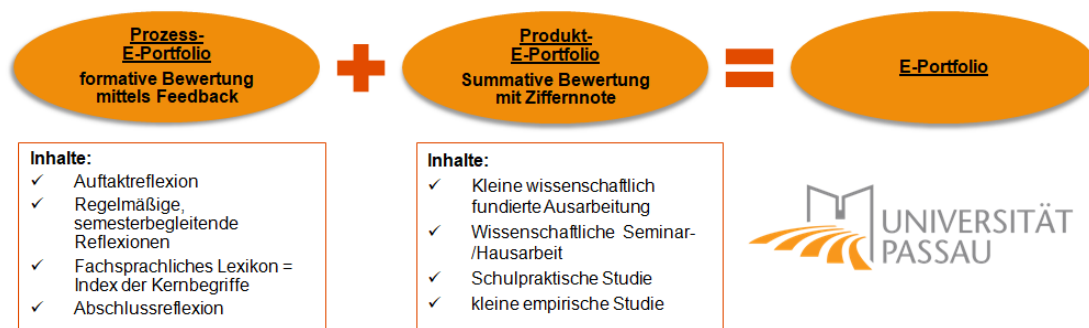 Prozess-
E-Portfolio
formative Bewertung
mittels Feedback
Produkt-
E-Portfolio
Summative Bewertung
mit Ziffernnote
E-Portfolio
Inhalte:
Auftaktreflexion
Regelmäßige,
semesterbegleitende
Reflexionen
Fachsprachliches Lexikon =
Index der Kernbegriffe
Abschlussreflexion
Inhalte:
Kleine wissenschaftlich
fundierte Ausarbeitung
Wissenschaftliche Seminar-
/Hausarbeit
Schulpraktische Studie
kleine empirische Studie
UNIVERSITÄT
PASSAU